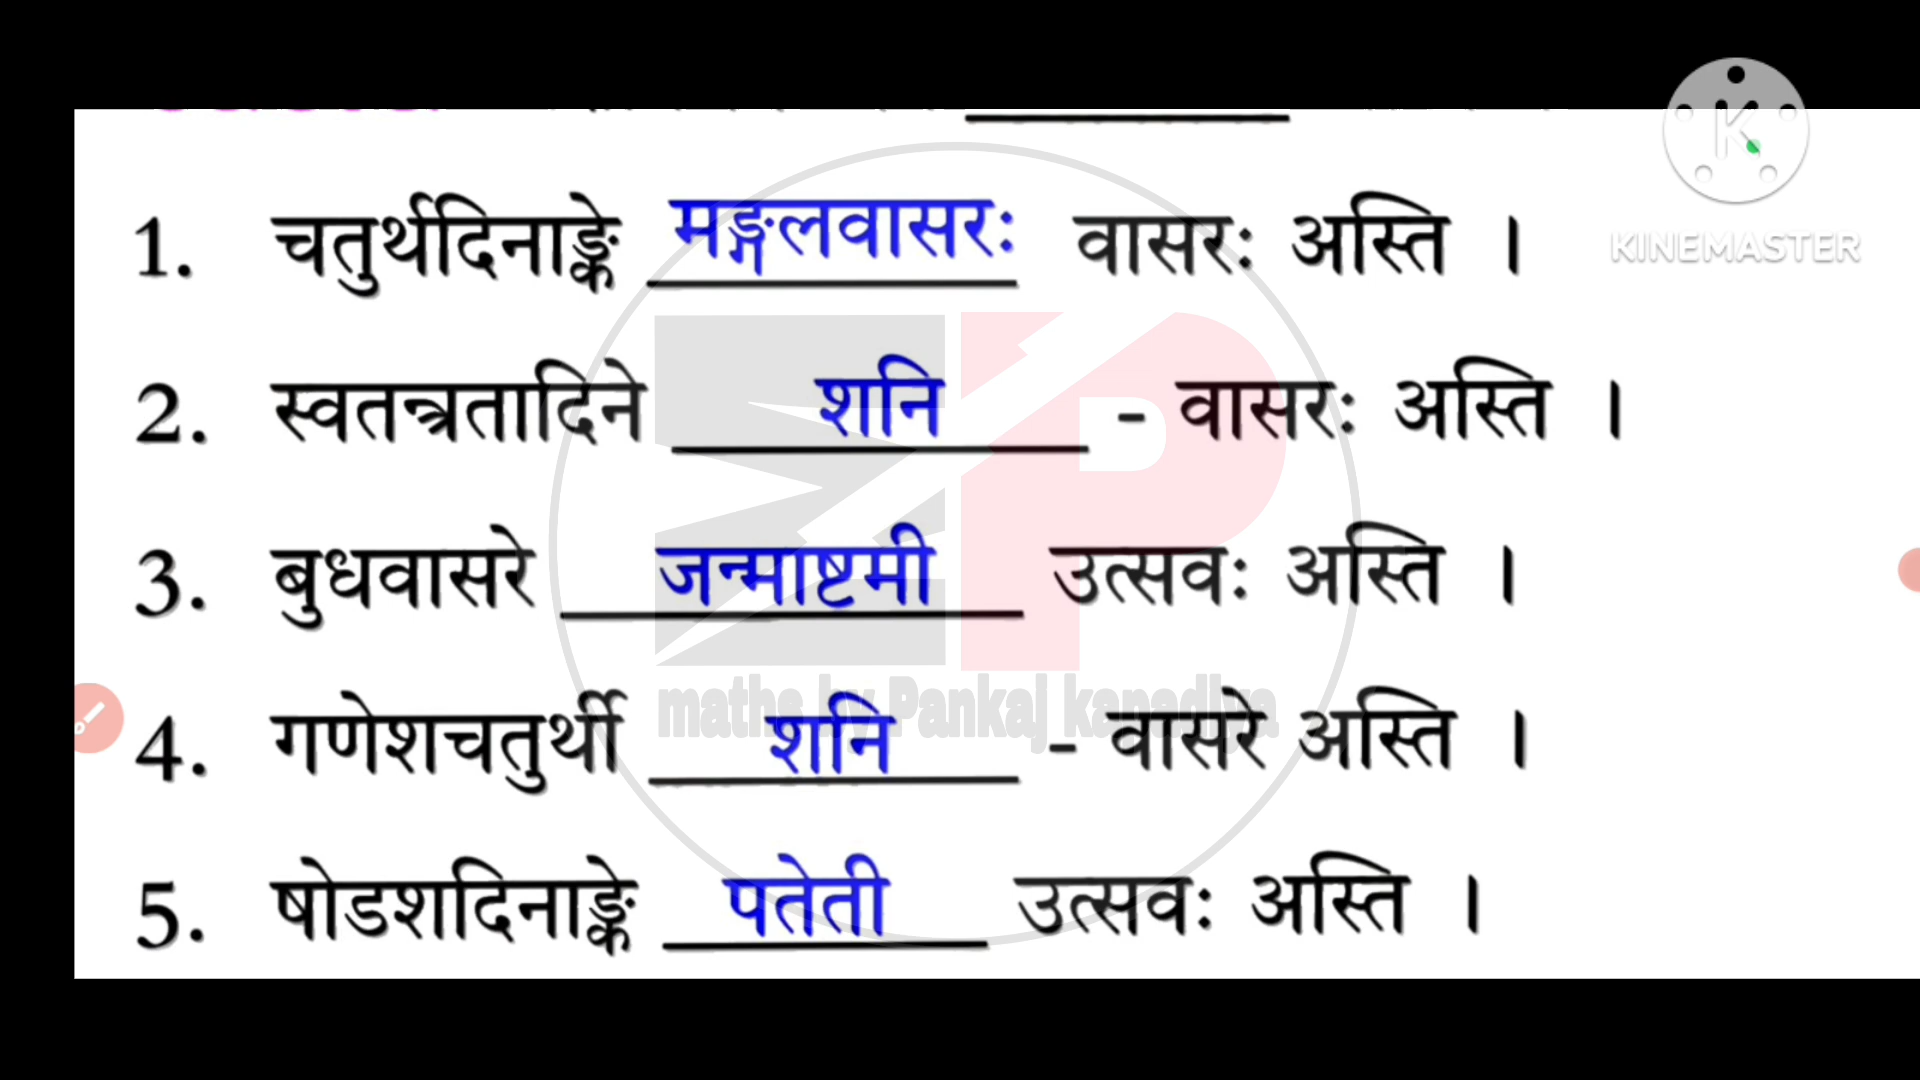 KINEMASTER
1. चतुर्थदिनाङ्के मङ्गलवासरः वासरः अस्ति ।
2. स्वतन्त्रतादिने शनि - वासरः अस्ति ।
3. बुधवासरे जन्माष्टमी उत्सवः अस्ति ।
4. गणेशचतुर्थी शनि - वासरे अस्ति ।
maths by Pankaj kapadiya
5. षोडशदिनाङ्के पतेती उत्सवः अस्ति ।